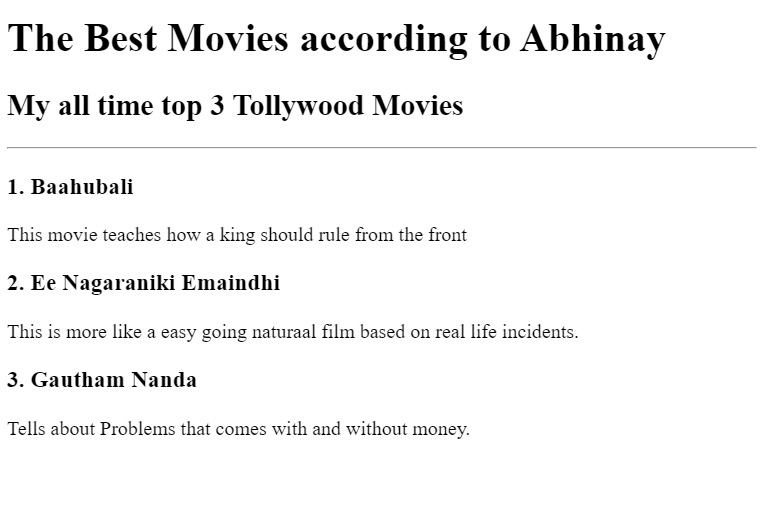 The Best Movies according to Abhinay
My all time top 3 Tollywood Movies
1. Baahubali
This movie teaches how a king should rule from the front
2. Ee Nagaraniki Emaindhi
This is more like a easy going naturaal film based on real life incidents.
3. Gautham Nanda
Tells about Problems that comes with and without money.